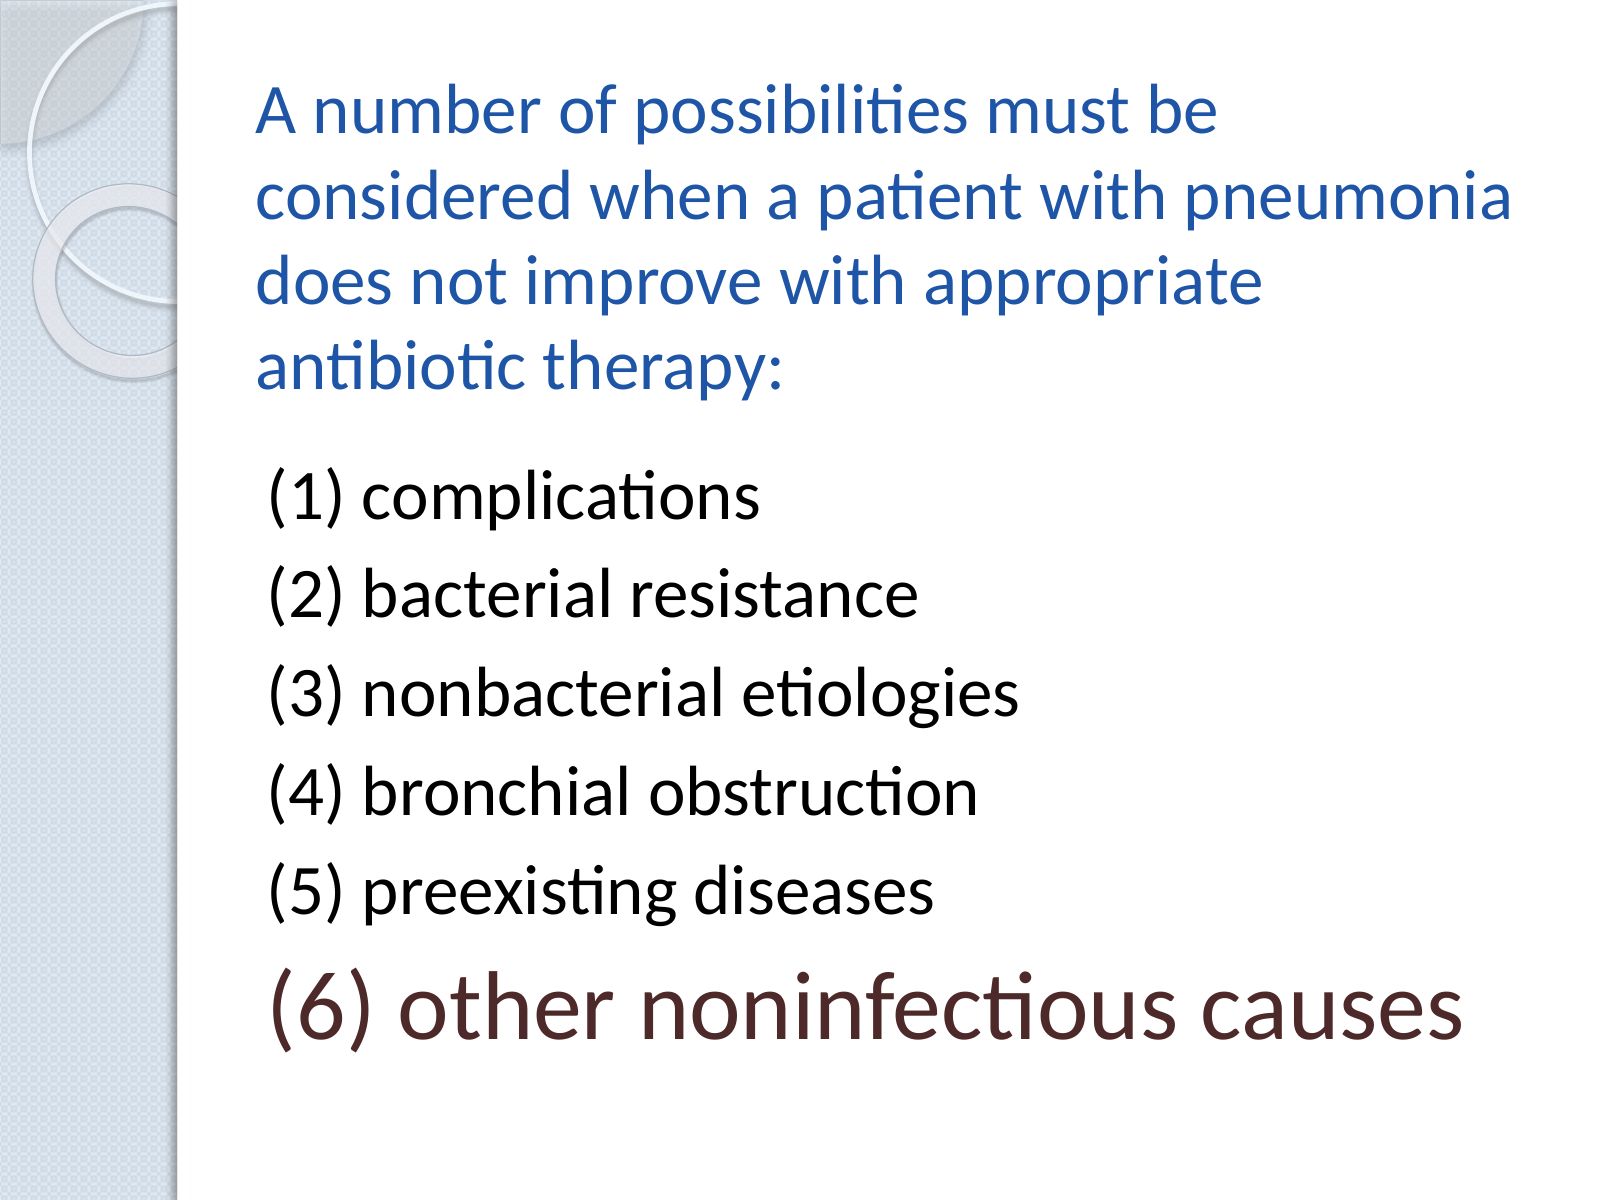 A number of possibilities must be
considered when a patient with pneumonia
does not improve with appropriate
antibiotic therapy:
(1) complications
(2) bacterial resistance
(3) nonbacterial etiologies
(4) bronchial obstruction
(5) preexisting diseases
(6) other noninfectious causes